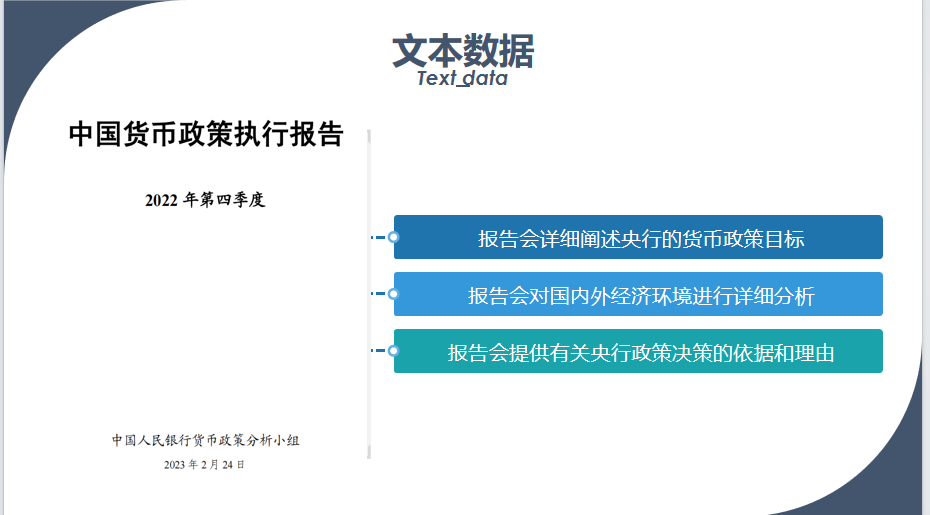 文本数据
Text_data
中国货币政策执行报告
2022 年第四季度
报告会详细阐述央行的货币政策目标
报告会对国内外经济环境进行详细分析
报告会提供有关央行政策决策的依据和理由
中国人民银行货币政策分析小组
2023 年 2 月 24 日